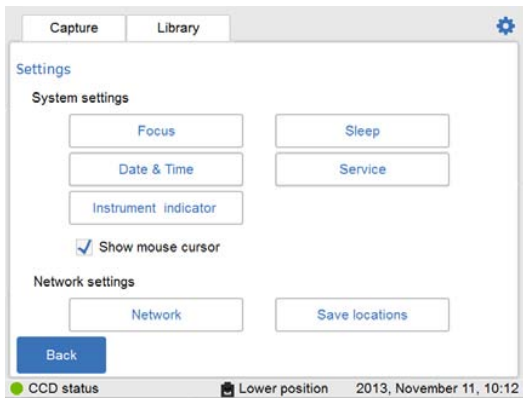 Capture Library
Settings
System settings
Focus Sleep
Date & Time Service
Instrument indicator
Show mouse cursor
Network settings
Network Save locations
Back
CCD status Lower position 2013, November 11, 10:12